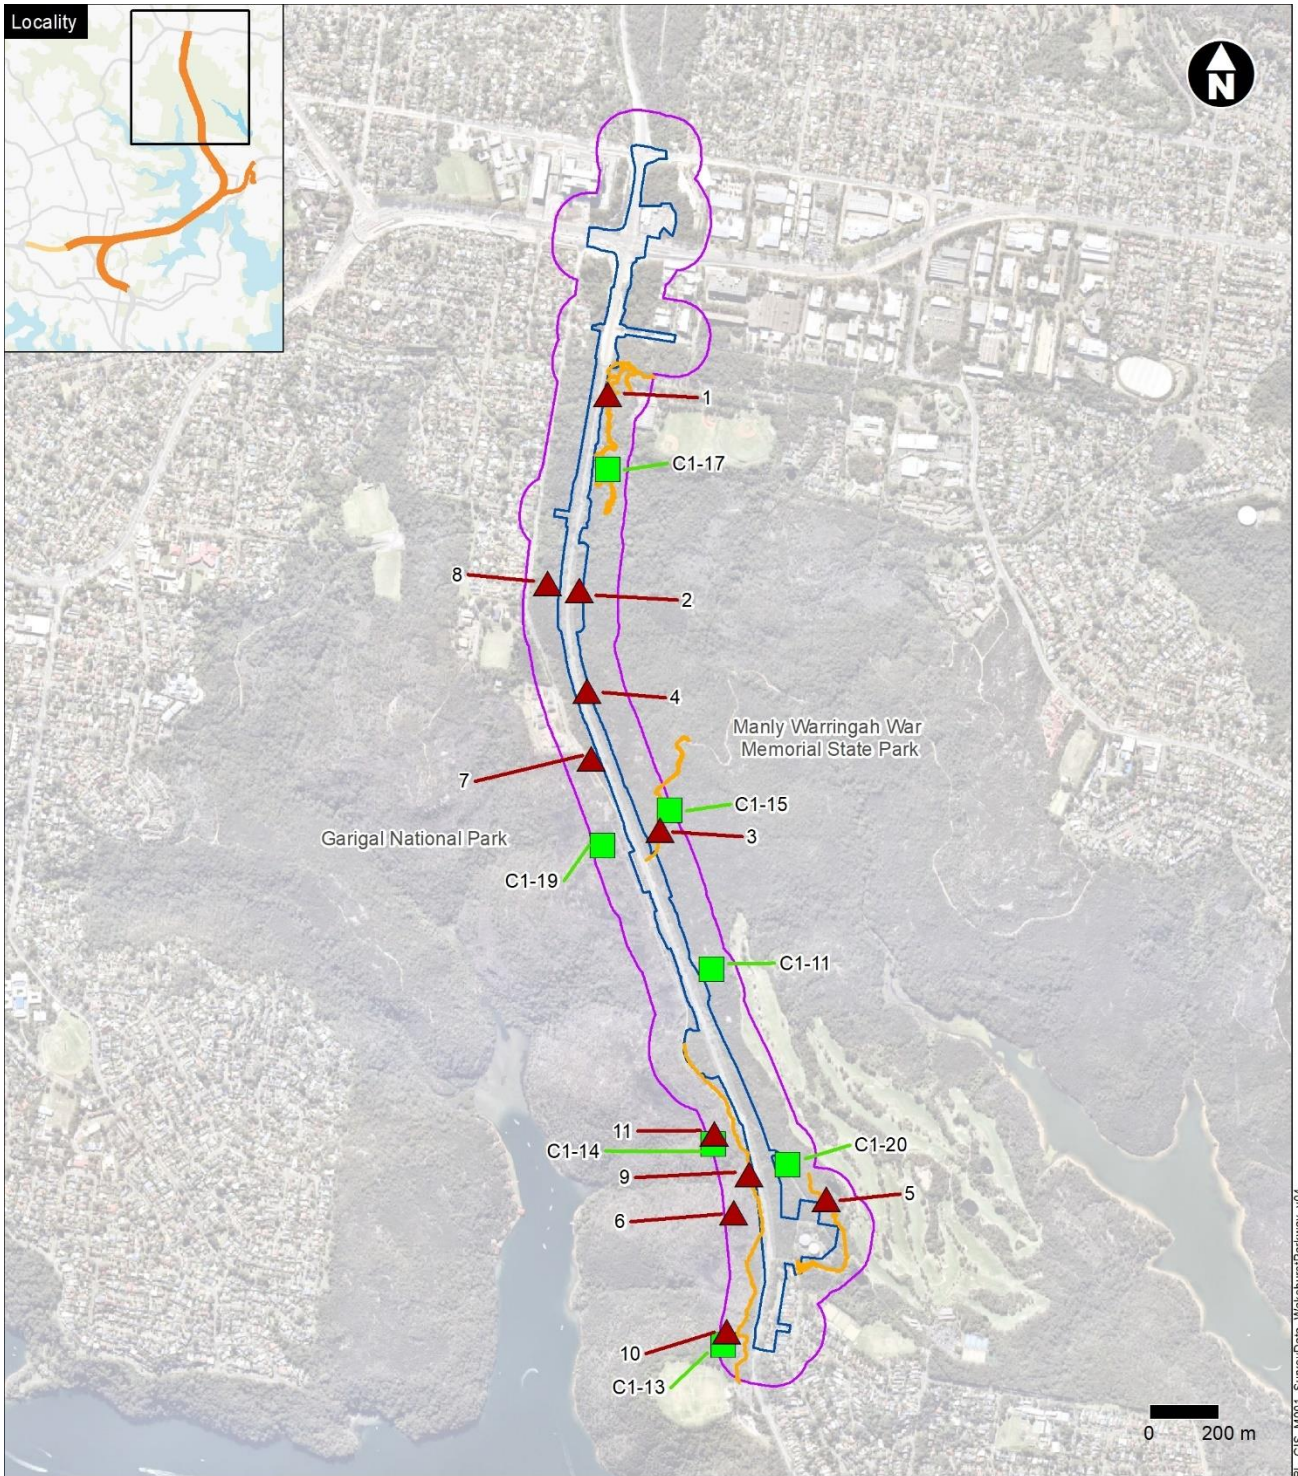 Locality
N
1
C1-17
8
2
4
Manly Warringah War
Memorial State Park
7
C1-15
3
Garigal National Park
C1-19
C1-11
11
C1-14
C1-20
9
5
6
10
C1-13
0 200 m